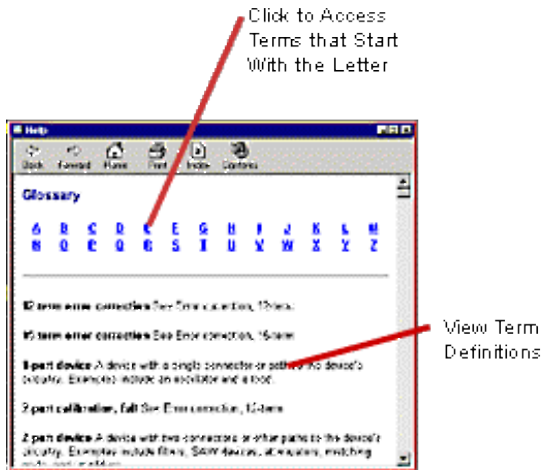 Click to Access
Terms that Start
With the Letter
Help
Back Forward Home Print Index Contents
Glossary
A B C D E F G H I J K L M
N O P Q R S T U V W X Y Z
12 term error correction See Error correction, 12-term
16 term error correction See Error correction, 16-term
1-port device A device with a single connector or path to the device's
circuitry. Examples include an oscillator and a load.
2 port calibration, full See Error correction, 12-term
2 port device A device with two connectors or other paths to the device's
circuitry. Examples include filters, SAW devices, attenuators, matching
View Term
Definitions